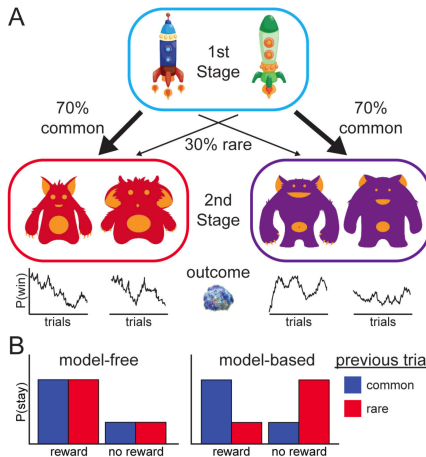 A
1st
Stage
70%
common
70%
common
30% rare
2nd
Stage
outcome
P(win)
trials
trials
trials
trials
B
model-free
model-based
previous trial
P(stay)
common
rare
reward
no reward
reward
no reward